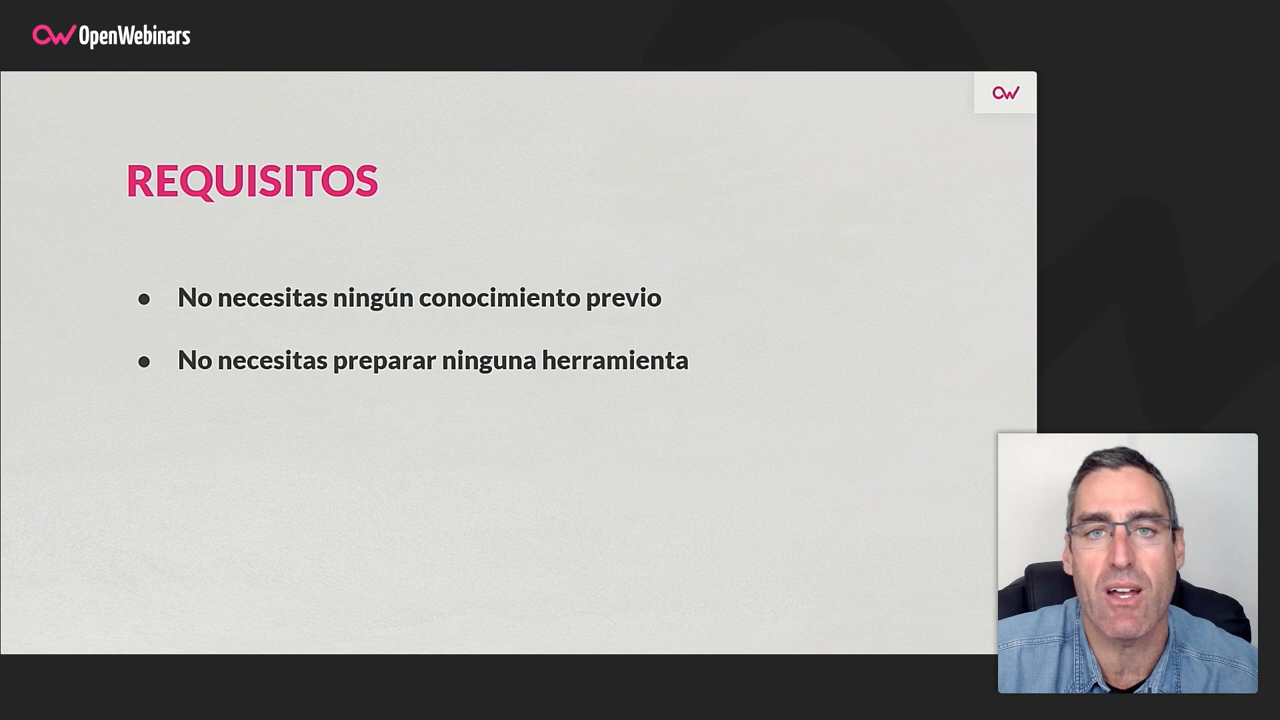 OpenWebinars
REQUISITOS
● No necesitas ningún conocimiento previo
● No necesitas preparar ninguna herramienta